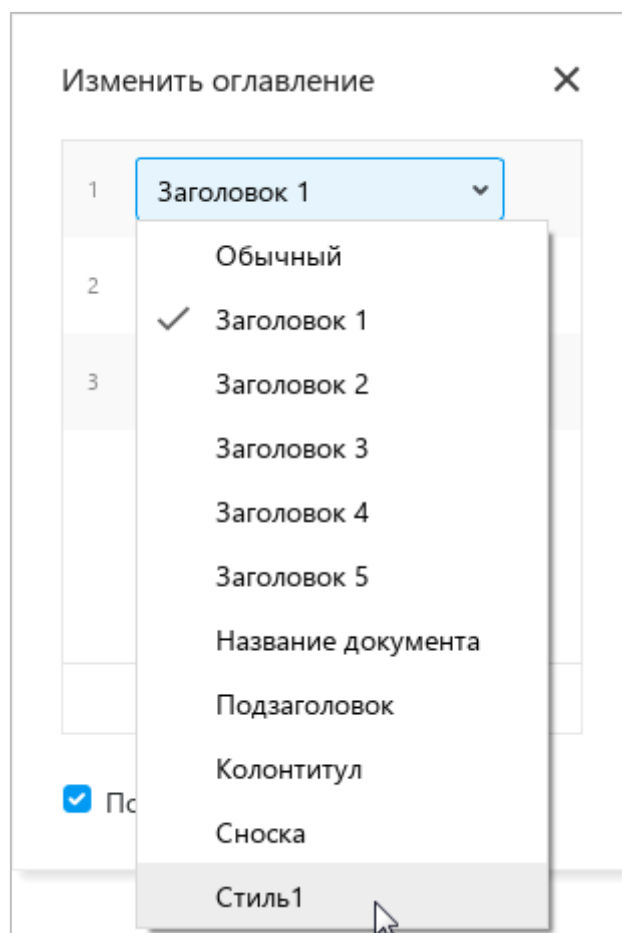 Изменить оглавление
1 Заголовок 1
Обычный
2
Заголовок 1
3
Заголовок 2
Заголовок 3
Заголовок 4
Заголовок 5
Название документа
Подзаголовок
Колонтитул
Сноска
Стиль1